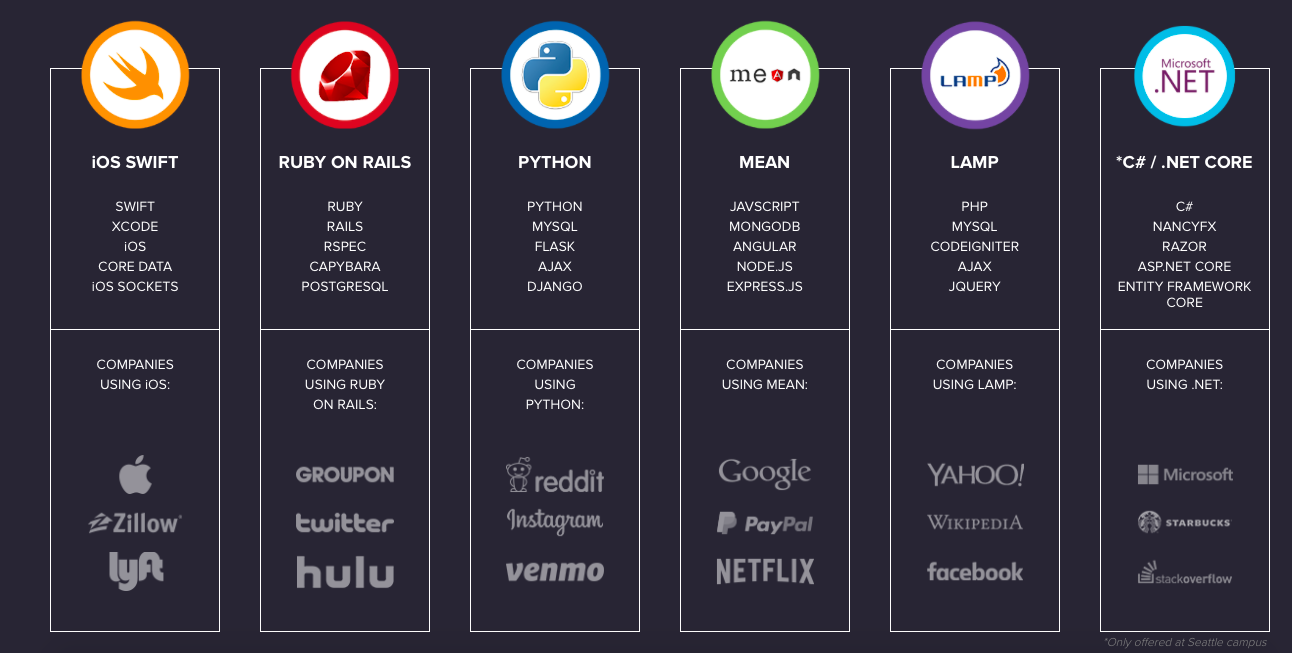 mean
LAMP
Microsoft
.NET
iOS SWIFT
SWIFT
XCODE
iOS
CORE DATA
iOS SOCKETS
COMPANIES
USING iOS:
Zillow
lyft
RUBY ON RAILS
RUBY
RAILS
RSPEC
CAPYBARA
POSTGRESQL
COMPANIES
USING RUBY
ON RAILS:
GROUPON
twitter
hulu
PYTHON
PYTHON
MYSQL
FLASK
AJAX
DJANGO
COMPANIES
USING
PYTHON:
reddit
Instagram
venmo
MEAN
JAVSCRIPT
MONGODB
ANGULAR
NODE.JS
EXPRESS.JS
COMPANIES
USING MEAN:
Google
PayPal
NETFLIX
LAMP
PHP
MYSQL
CODEIGNITER
AJAX
JQUERY
COMPANIES
USING LAMP:
YAHOO!
WIKIPEDIA
facebook
*C# / .NET CORE
C#
NANCYFX
RAZOR
ASP.NET CORE
ENTITY FRAMEWORK
CORE
COMPANIES
USING .NET:
Microsoft
STARBUCKS
stackoverflow
*Only offered at Seattle campus